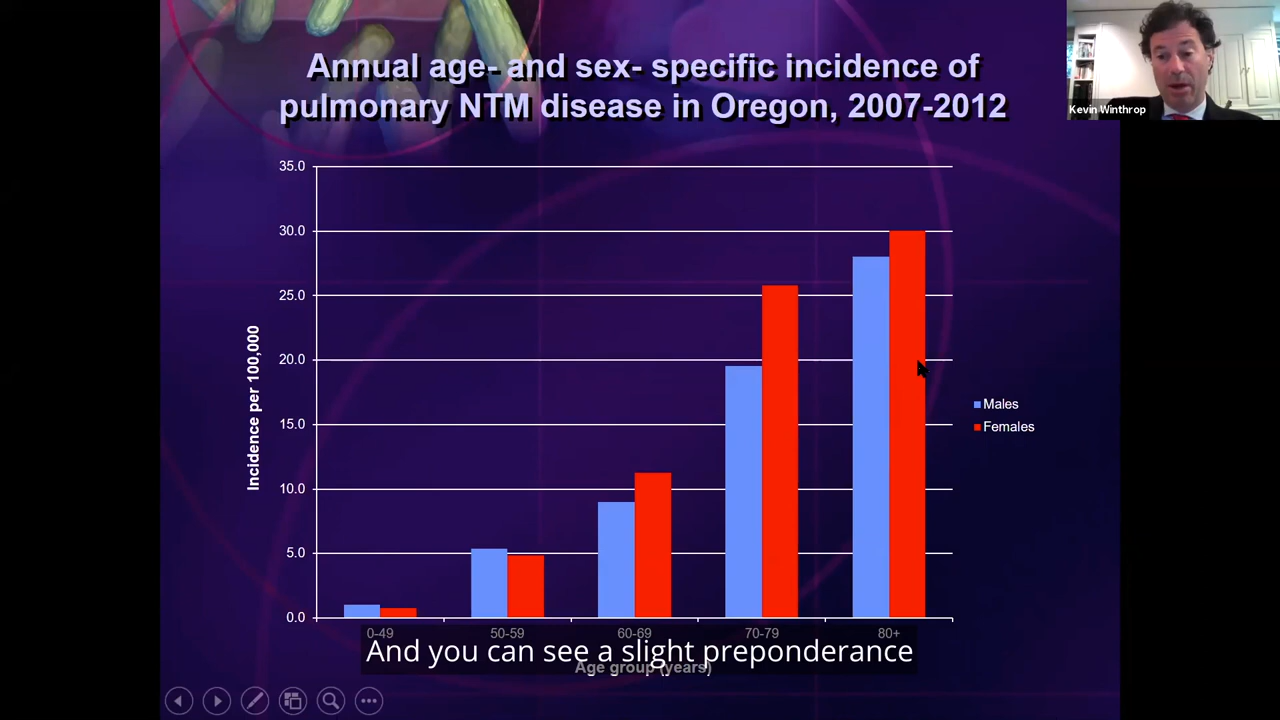 Annual age- and sex- specific incidence of
pulmonary NTM disease in Oregon, 2007-2012
Kevin Winthrop
35.0
30.0
25.0
20.0
15.0
10.0
5.0
0.0
Incidence per 100,000
Males
Females
0-49 50-59 60-69 70-79 80+
And you can see a slight preponderance
Age group (years)